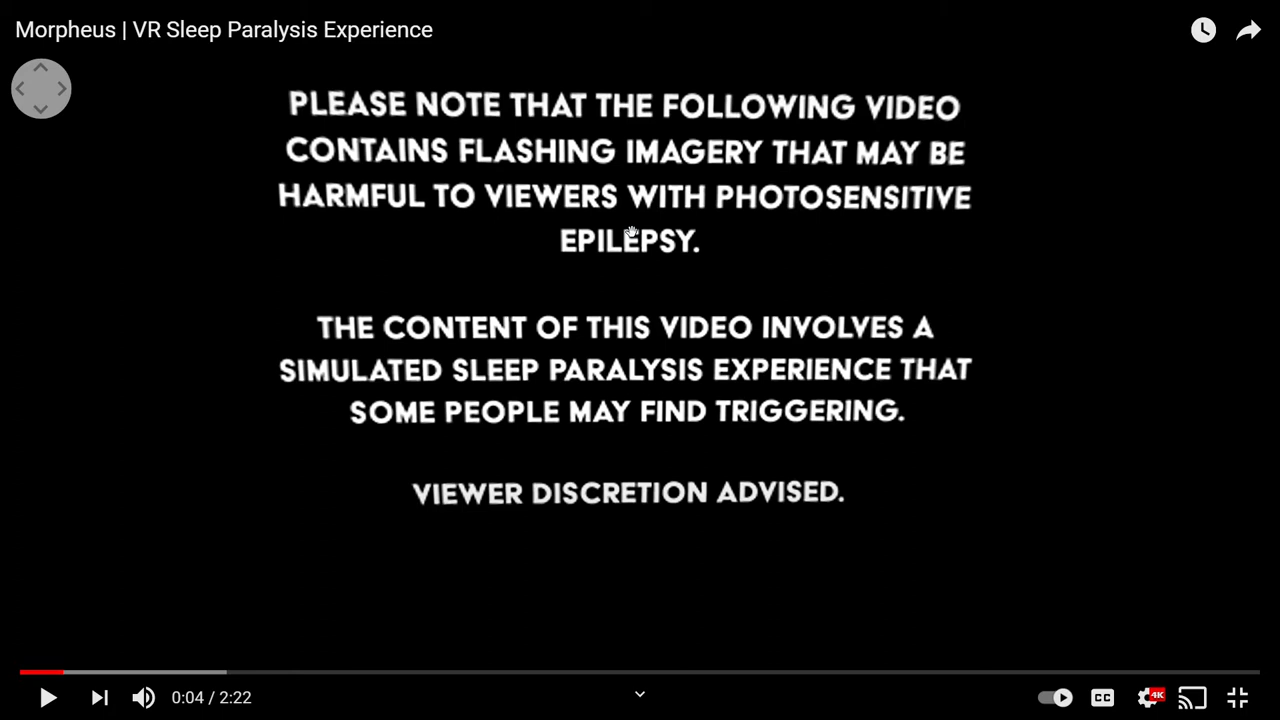 Morpheus | VR Sleep Paralysis Experience
PLEASE NOTE THAT THE FOLLOWING VIDEO
CONTAINS FLASHING IMAGERY THAT MAY BE
HARMFUL TO VIEWERS WITH PHOTOSENSITIVE
EPILEPSY.
THE CONTENT OF THIS VIDEO INVOLVES A
SIMULATED SLEEP PARALYSIS EXPERIENCE THAT
SOME PEOPLE MAY FIND TRIGGERING.
VIEWER DISCRETION ADVISED.
0:04 / 2:22
CC
4K